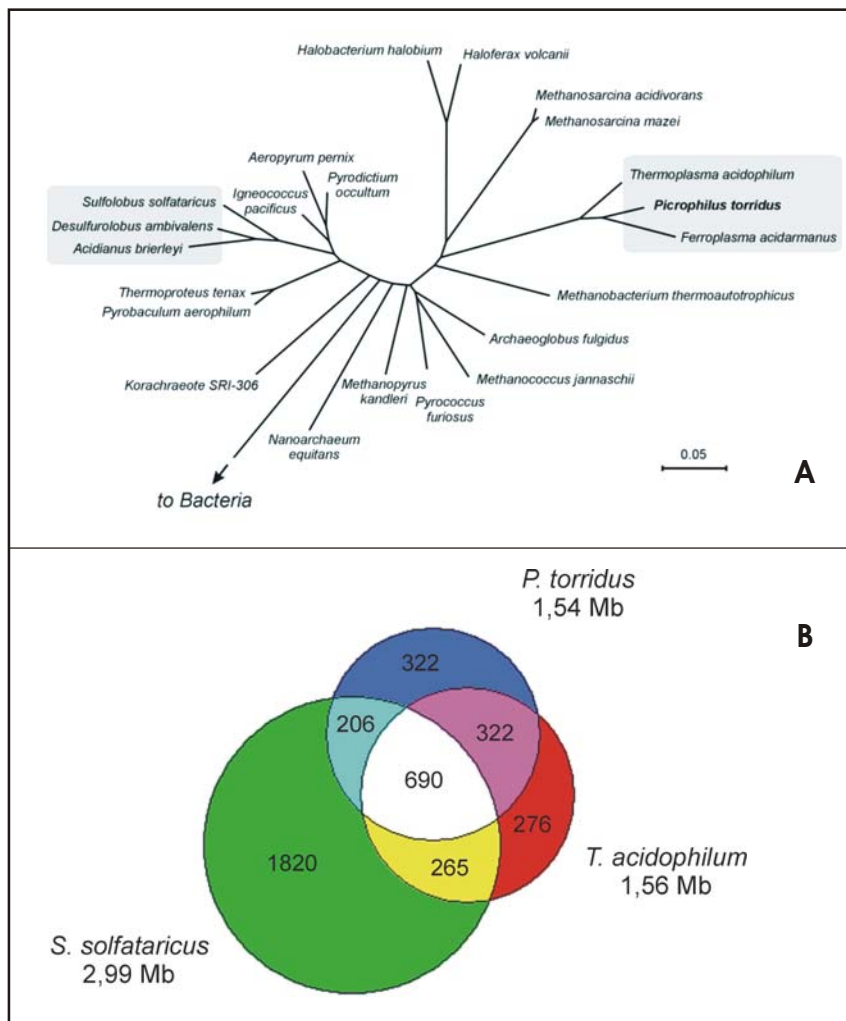 Halobacterium halobium
Haloferax volcanii
Methanosarcina acidivorans
Methanosarcina mazei
Aeropyrum pernix
Pyrodictium
occultum
Igneococcus
pacificus
Sulfolobus solfataricus
Desulfurolobus ambivalens
Acidianus brierleyi
Thermoplasma acidophilum
Picrophilus torridus
Ferroplasma acidarmanus
Thermoproteus tenax
Pyrobaculum aerophilum
Methanobacterium thermoautotrophicus
Archaeoglobus fulgidus
Korachraeote SRI-306
Methanopyrus
kandleri
Methanococcus jannaschii
Pyrococcus
furiosus
Nanoarchaeum
equitans
to Bacteria
0.05
A
P. torridus
1,54 Mb
B
322
206
322
690
276
1820
265
T. acidophilum
1,56 Mb
S. solfataricus
2,99 Mb